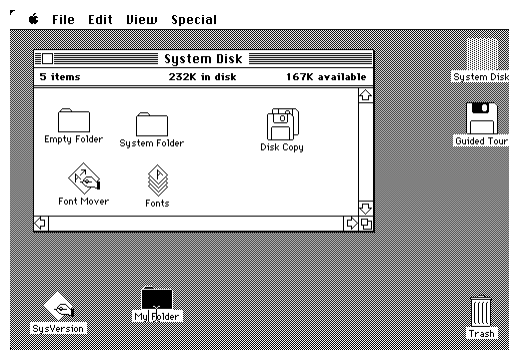 File Edit View Special
System Disk
5 items 232K in disk 167K available
Empty Folder System Folder Disk Copy
Font Mover Fonts
System Disk
Guided Tour
SysVersion My Folder Trash